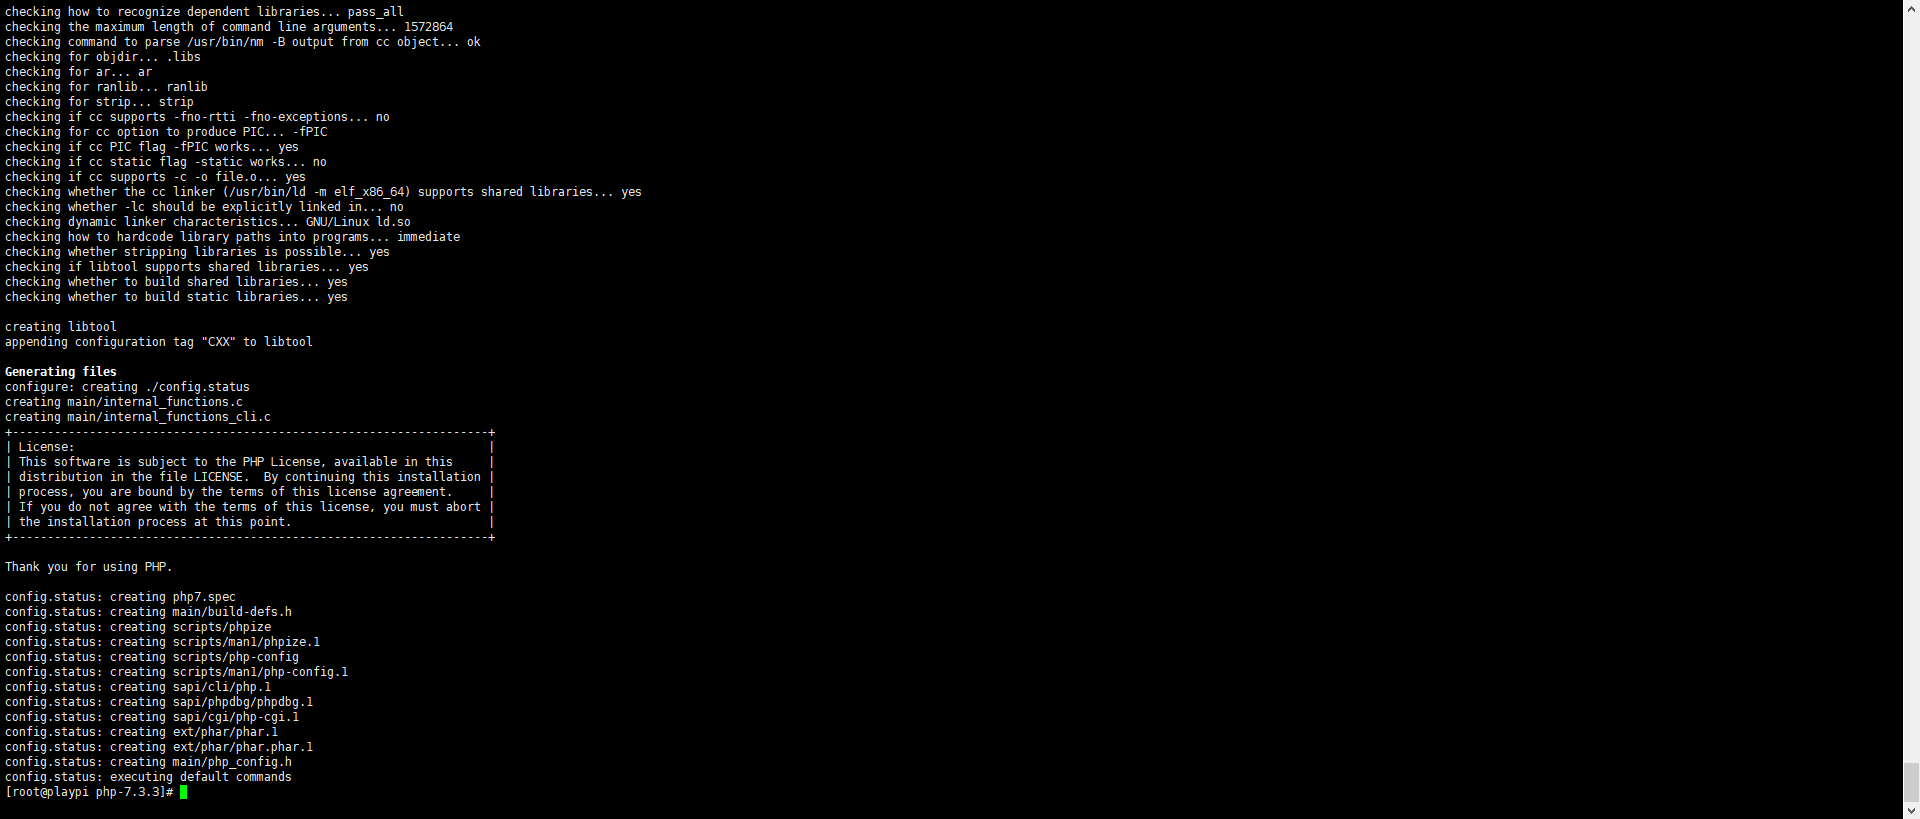 checking how to recognize dependent libraries... pass_all
checking the maximum length of command line arguments... 1572864
checking command to parse /usr/bin/nm -B output from cc object... ok
checking for objdir... .libs
checking for ar... ar
checking for ranlib... ranlib
checking for strip... strip
checking if cc supports -fno-rtti -fno-exceptions... no
checking for cc option to produce PIC... -fPIC
checking if cc PIC flag -fPIC works... yes
checking if cc static flag -static works... no
checking if cc supports -c -o file.o... yes
checking whether the cc linker (/usr/bin/ld -m elf_x86_64) supports shared libraries... yes
checking whether -lc should be explicitly linked in... no
checking dynamic linker characteristics... GNU/Linux ld.so
checking how to hardcode library paths into programs... immediate
checking whether stripping libraries is possible... yes
checking if libtool supports shared libraries... yes
checking whether to build shared libraries... yes
checking whether to build static libraries... yes

creating libtool
appending configuration tag "CXX" to libtool

Generating files
configure: creating ./config.status
creating main/internal_functions.c
creating main/internal_functions_cli.c
+--------------------------------------------------------------------+
| License:                                                           |
| This software is subject to the PHP License, available in this     |
| distribution in the file LICENSE.  By continuing this installation |
| process, you are bound by the terms of this license agreement.     |
| If you do not agree with the terms of this license, you must abort |
| the installation process at this point.                            |
+--------------------------------------------------------------------+

Thank you for using PHP.

config.status: creating php7.spec
config.status: creating main/build-defs.h
config.status: creating scripts/phpize
config.status: creating scripts/man1/phpize.1
config.status: creating scripts/php-config
config.status: creating scripts/man1/php-config.1
config.status: creating sapi/cli/php.1
config.status: creating sapi/phpdbg/phpdbg.1
config.status: creating sapi/cgi/php-cgi.1
config.status: creating ext/phar/phar.1
config.status: creating ext/phar/phar.phar.1
config.status: creating main/php_config.h
config.status: executing default commands
[root@playpi php-7.3.3]#